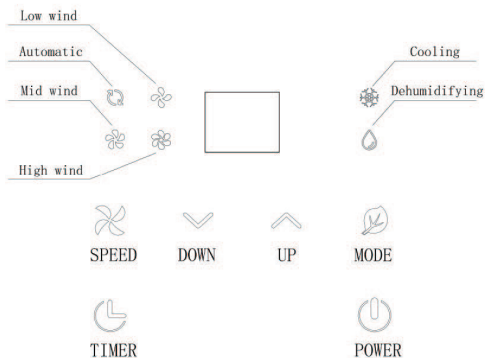 Low wind
Automatic
Cooling
Mid wind
Dehumidifying
High wind
SPEED
DOWN
UP
MODE
TIMER
POWER